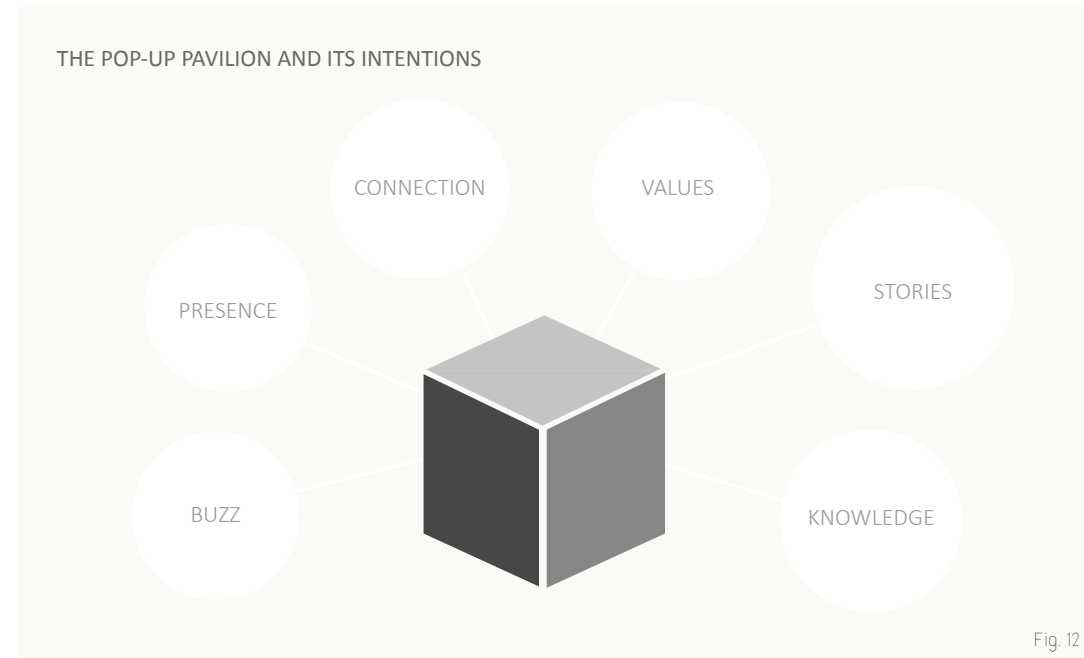 THE POP-UP PAVILION AND ITS INTENTIONS
CONNECTION
VALUES
STORIES
PRESENCE
BUZZ
KNOWLEDGE
Fig. 12